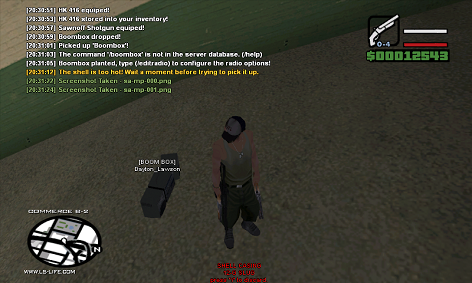 [20:30:51] HK 416 equiped!
[20:30:53] HK 416 stored into your inventory!
[20:30:57] Sawnoff-Shotgun equiped!
[20:30:59] Boombox dropped!
[20:31:01] Picked up 'Boombox'!
[20:31:03] The command 'boombox' is not in the server database. (/help)
[20:31:05] Boombox planted, type (/editradio) to configure the radio options!
[20:31:12] The shell is too hot! Wait a moment before trying to pick it up.
[20:31:22] Screenshot Taken - sa-mp-000.png
[20:31:24] Screenshot Taken - sa-mp-001.png
0-4
$00012543
[BOOM BOX]
Dayton_Lawson
COMMERCE B-2
N
WWW.LS-LIFE.COM